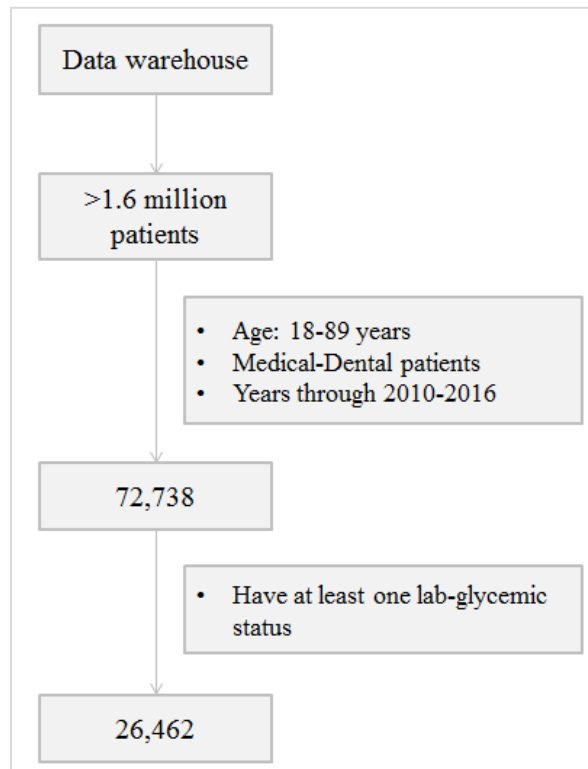 Data warehouse
>1.6 million
patients
• Age: 18-89 years
• Medical-Dental patients
• Years through 2010-2016
72,738
• Have at least one lab-glycemic
status
26,462